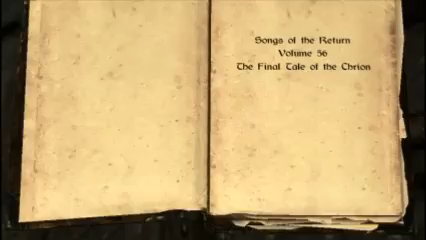 Songs of the Return
Volume 56
The Final Tale of the Chrion